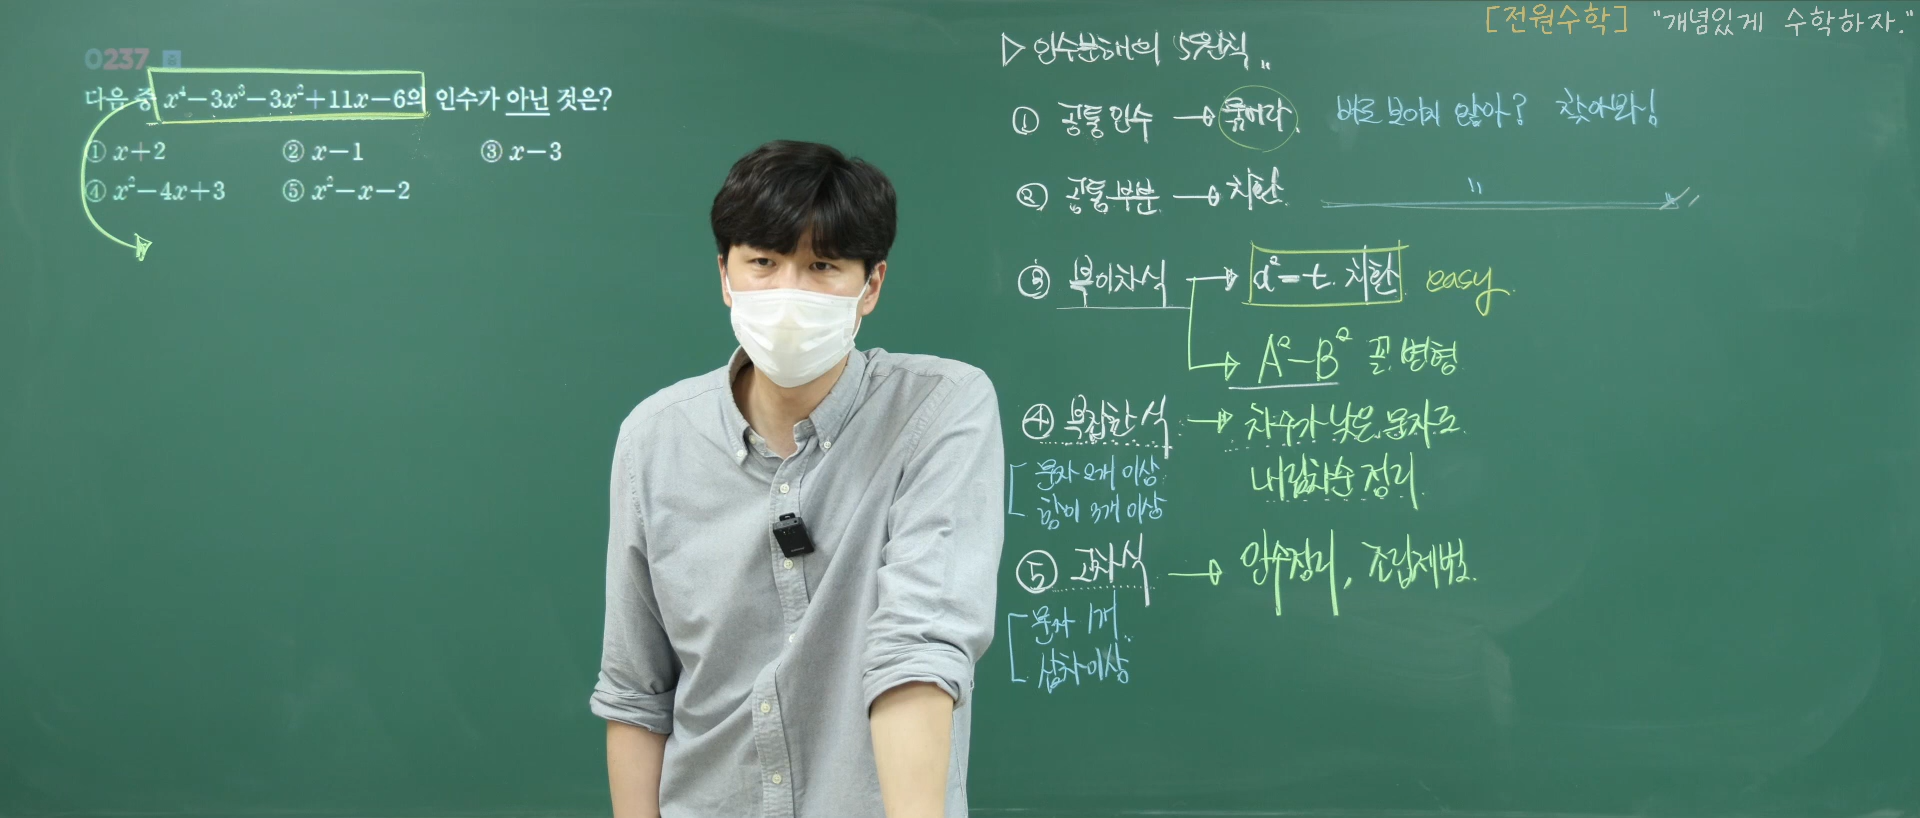 [전원수학] "개념있게 수학하자."
0237
다음 중 x⁴-3x³-3x²+11x-6의 인수가 아닌 것은?
① x+2 ② x-1 ③ x-3
④ x²-4x+3 ⑤ x²-x-2
▷ 인수분해의 5원칙
① 공통인수 → 묶어라. 바로 보이지 않아? 찾아봐!
② 공통부분 → 치환 〃
③ 복이차식 → a²=t. 치환 easy.
→ A²-B² 꼴 변형
④ 복잡한 식 → 차수가 낮은 문자로
내림차순 정리
문자 2개 이상
항이 3개 이상
⑤ 고차식 → 인수정리, 조립제법.
문자 1개
삼차이상